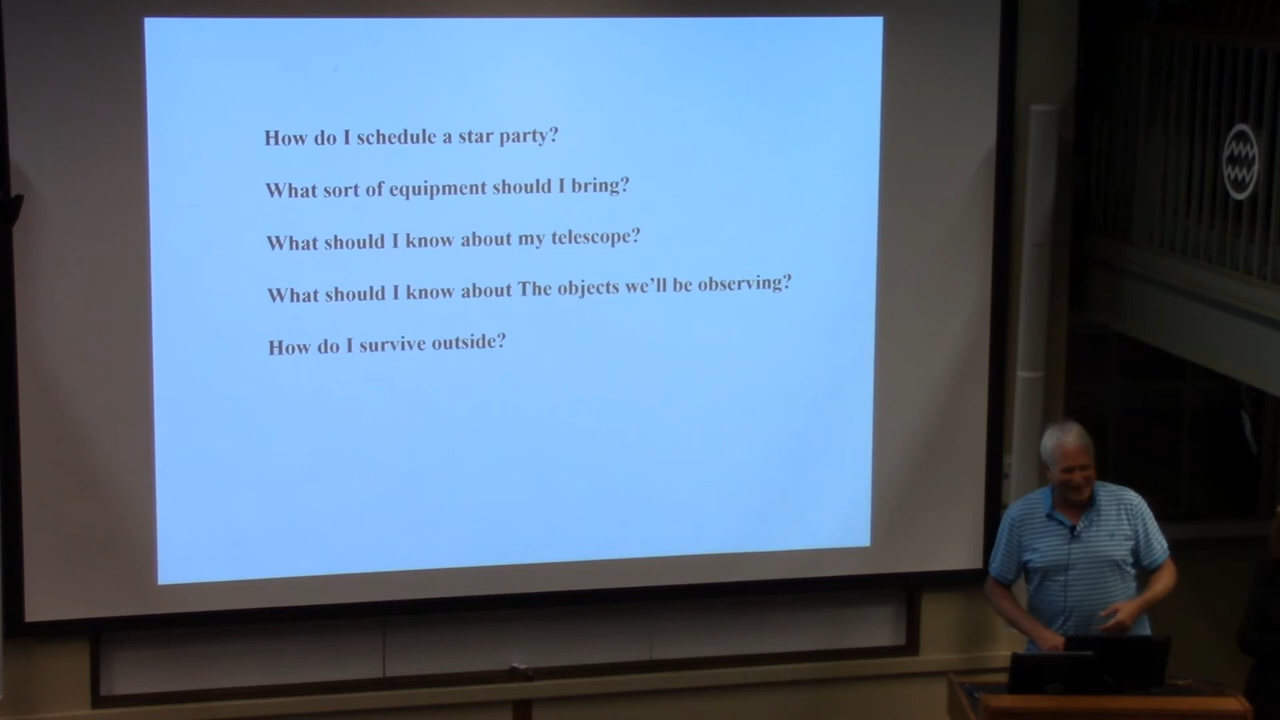 How do I schedule a star party?
What sort of equipment should I bring?
What should I know about my telescope?
What should I know about The objects we’ll be observing?
How do I survive outside?